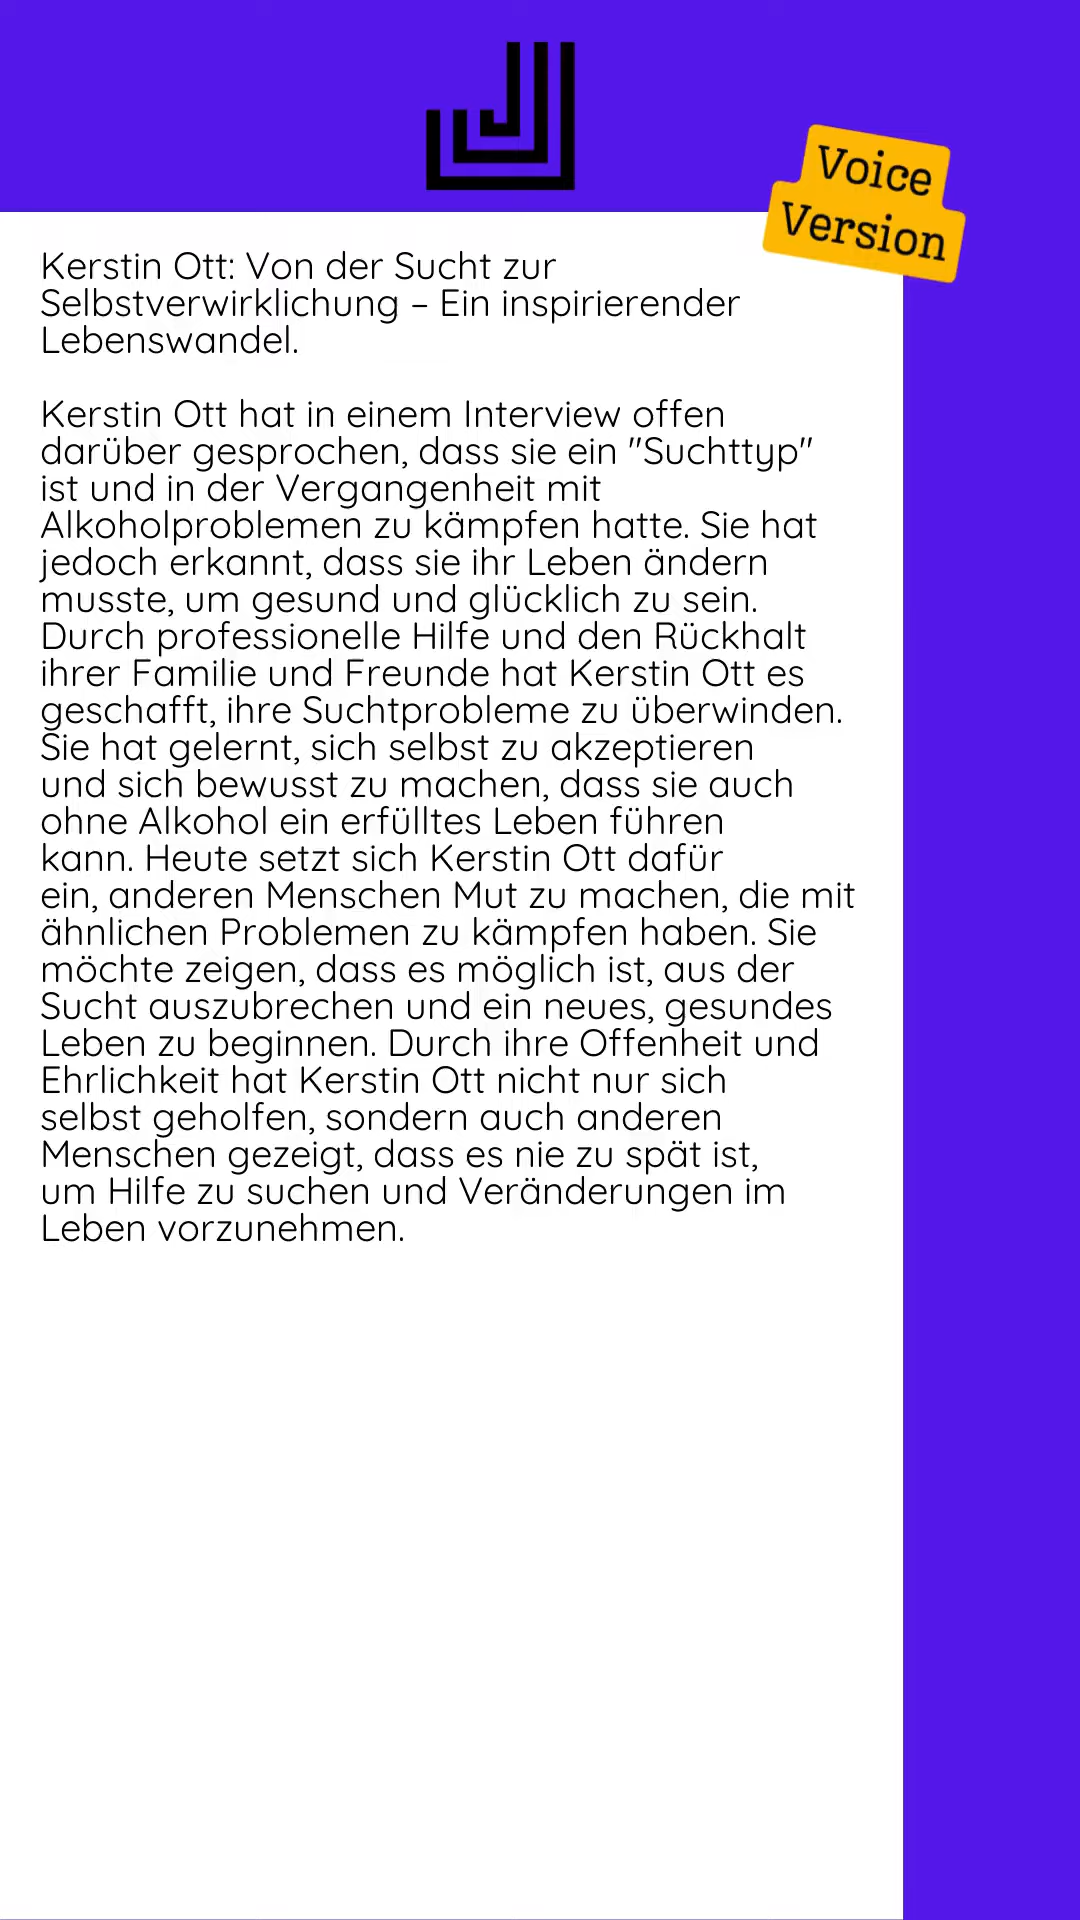 Voice
Version
Kerstin Ott: Von der Sucht zur
Selbstverwirklichung – Ein inspirierender
Lebenswandel.
Kerstin Ott hat in einem Interview offen
darüber gesprochen, dass sie ein "Suchttyp"
ist und in der Vergangenheit mit
Alkoholproblemen zu kämpfen hatte. Sie hat
jedoch erkannt, dass sie ihr Leben ändern
musste, um gesund und glücklich zu sein.
Durch professionelle Hilfe und den Rückhalt
ihrer Familie und Freunde hat Kerstin Ott es
geschafft, ihre Suchtprobleme zu überwinden.
Sie hat gelernt, sich selbst zu akzeptieren
und sich bewusst zu machen, dass sie auch
ohne Alkohol ein erfülltes Leben führen
kann. Heute setzt sich Kerstin Ott dafür
ein, anderen Menschen Mut zu machen, die mit
ähnlichen Problemen zu kämpfen haben. Sie
möchte zeigen, dass es möglich ist, aus der
Sucht auszubrechen und ein neues, gesundes
Leben zu beginnen. Durch ihre Offenheit und
Ehrlichkeit hat Kerstin Ott nicht nur sich
selbst geholfen, sondern auch anderen
Menschen gezeigt, dass es nie zu spät ist,
um Hilfe zu suchen und Veränderungen im
Leben vorzunehmen.